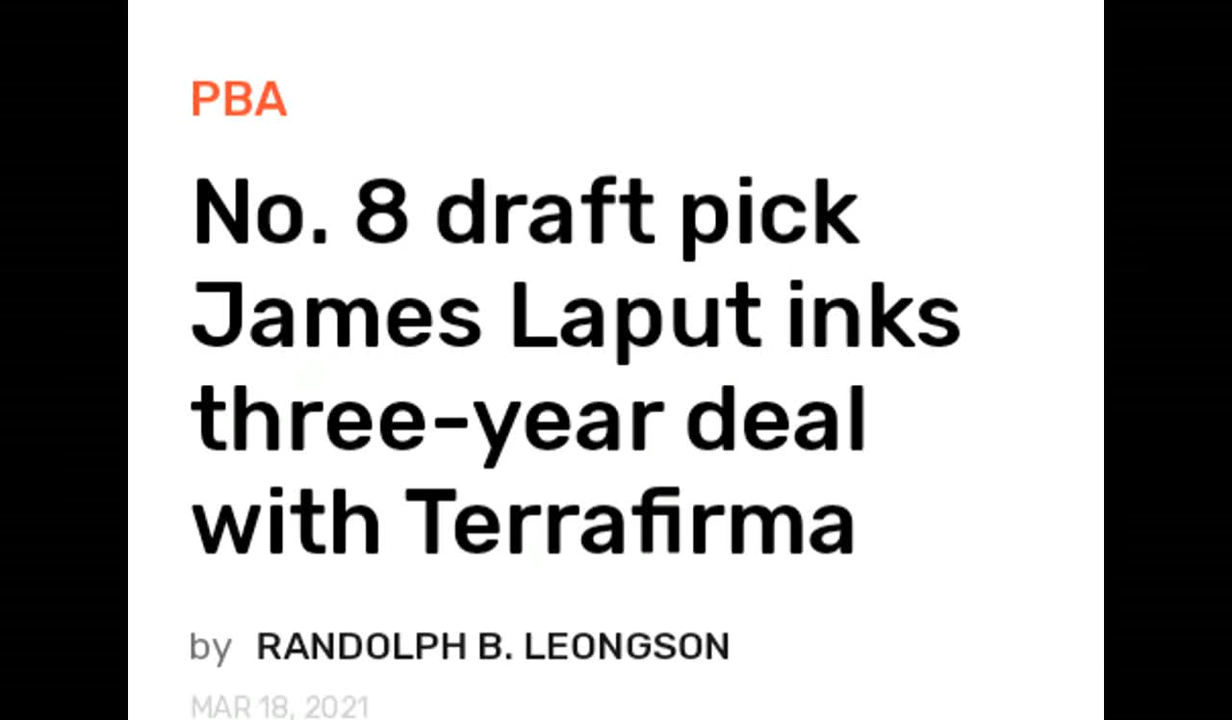 PBA
No. 8 draft pick
James Laput inks
three-year deal
with Terrafirma
by RANDOLPH B. LEONGSON
MAR 18, 2021